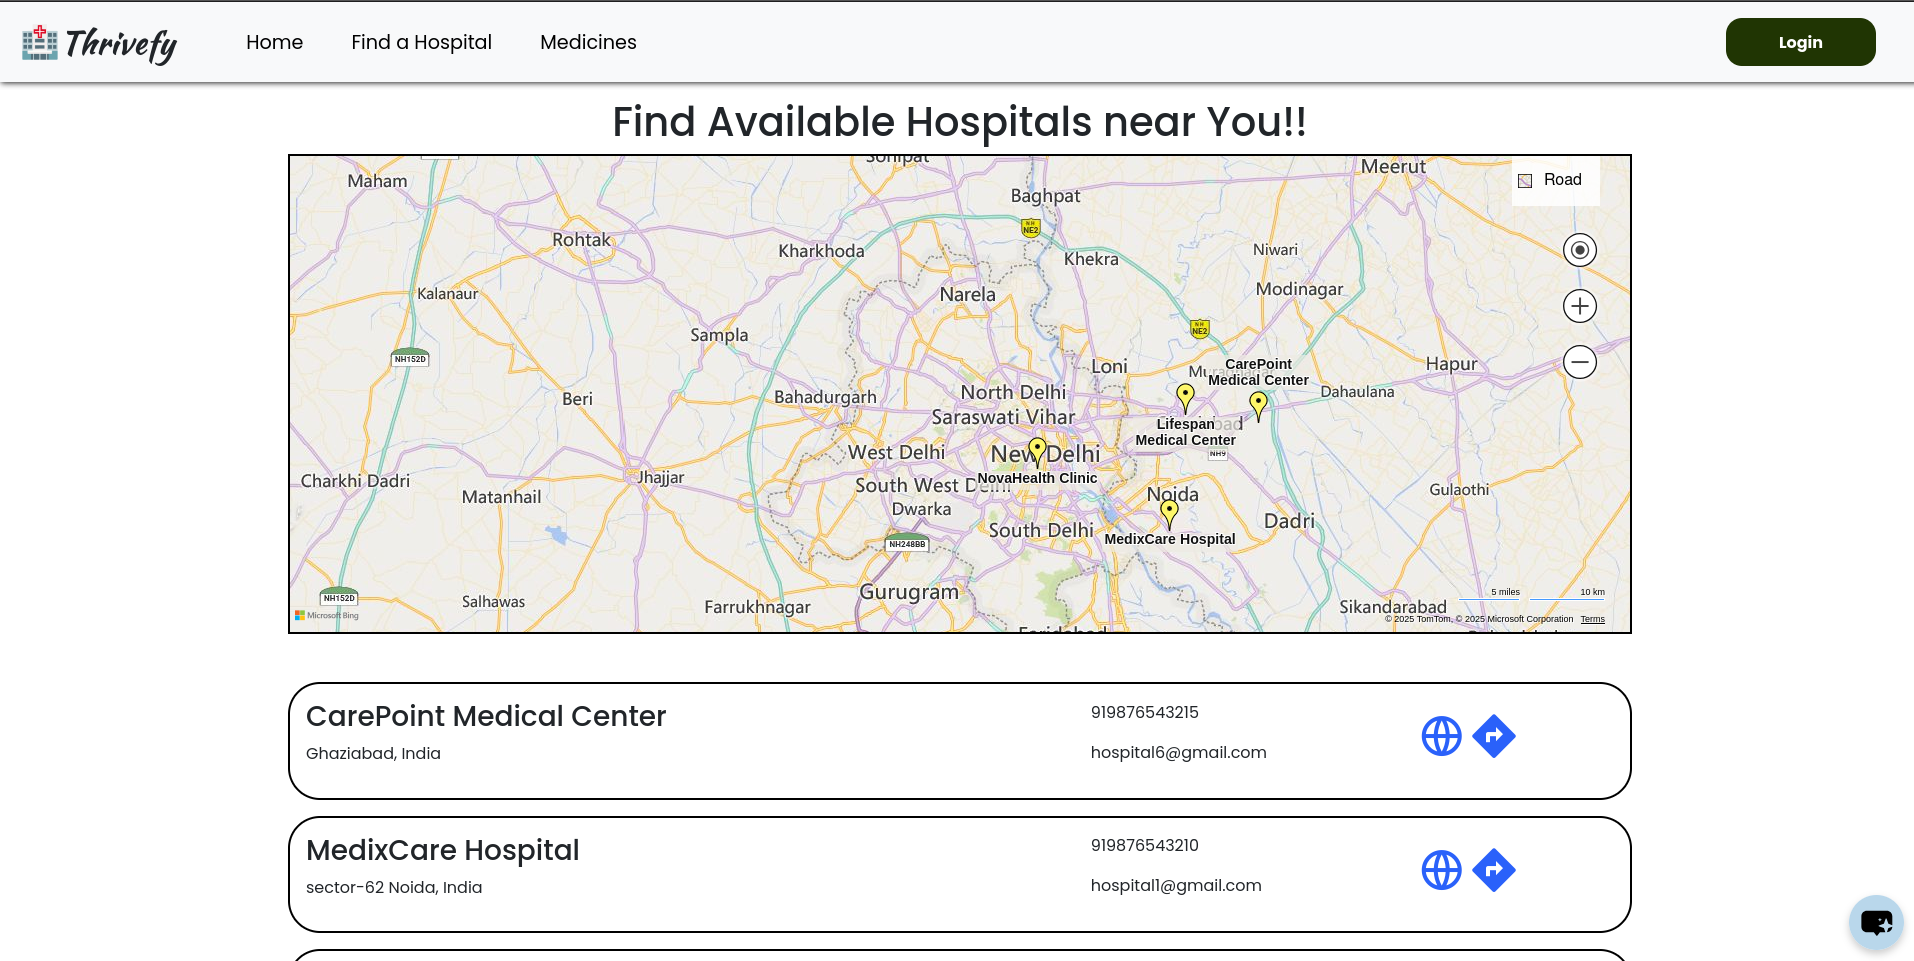 Thrivefy
Home
Find a Hospital
Medicines
Login
Find Available Hospitals near You!!
Sonipat
Meerut
Maham
Road
Baghpat
NH
NE2
Rohtak
Kharkhoda
Niwari
Khekra
Kalanaur
Narela
Modinagar
NH
NE2
Sampla
NH152D
CarePoint
Medical Center
Loni
Hapur
Beri
Bahadurgarh
North Delhi
Dahaulana
Saraswati Vihar
Lifespan
Medical Center
West Delhi
New Delhi
NH9
Charkhi Dadri
Jhajjar
NovaHealth Clinic
South West Delhi
Matanhail
Noida
Gulaothi
Dwarka
South Delhi
Dadri
MedixCare Hospital
NH248BB
Gurugram
NH152D
Salhawas
Farrukhnagar
Sikandarabad
5 miles
10 km
Microsoft Bing
Faridabad
© 2025 TomTom, © 2025 Microsoft Corporation Terms
CarePoint Medical Center
Ghaziabad, India
919876543215
hospital6@gmail.com
MedixCare Hospital
sector-62 Noida, India
919876543210
hospital1@gmail.com